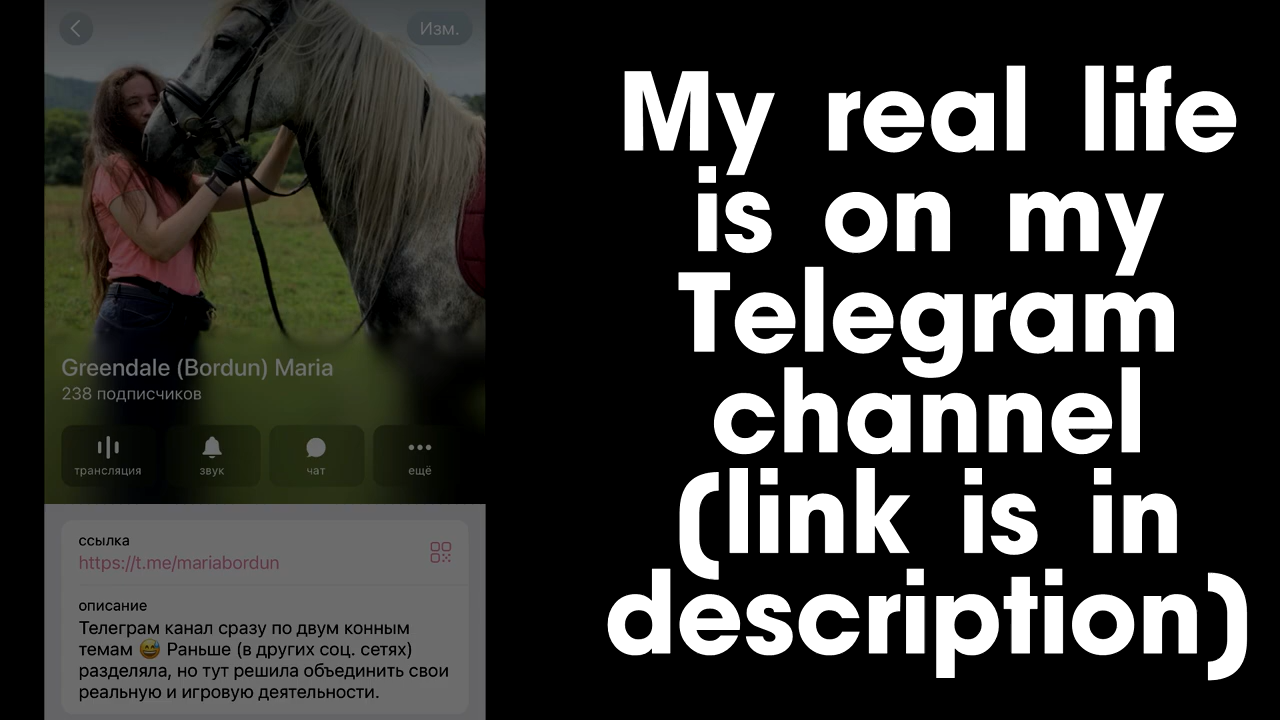 Изм.
Greendale (Bordun) Maria
238 подписчиков
трансляция
звук
чат
ещё
ссылка
https://t.me/mariabordun
описание
Телеграм канал сразу по двум конным
темам 😅 Раньше (в других соц. сетях)
разделяла, но тут решила объединить свои
реальную и игровую деятельности.
My real life
is on my
Telegram
channel
(link is in
description)